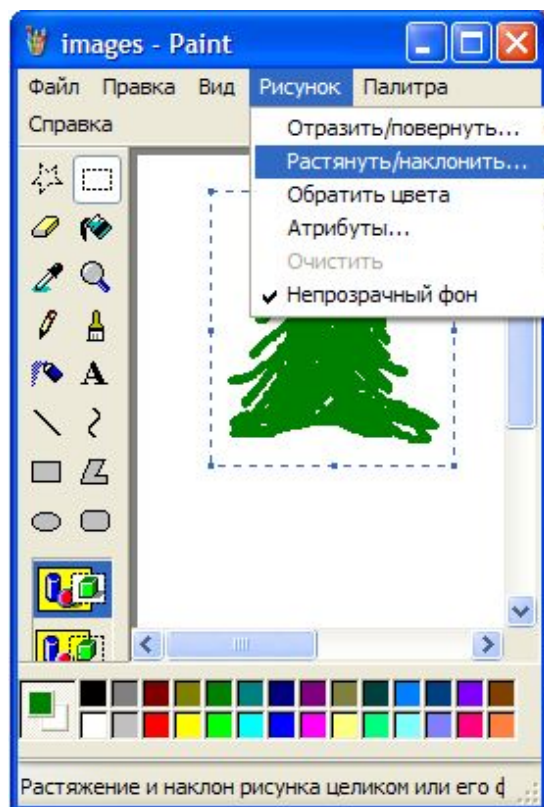 images - Paint
Файл Правка Вид Рисунок Палитра
Справка
Отразить/повернуть...
Растянуть/наклонить...
Обратить цвета
Атрибуты...
Очистить
Непрозрачный фон
A
Растяжение и наклон рисунка целиком или его ф